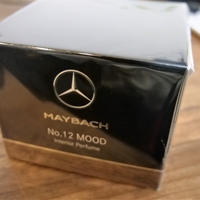 MAYBACH
No.12 MOOD
Interior Perfume